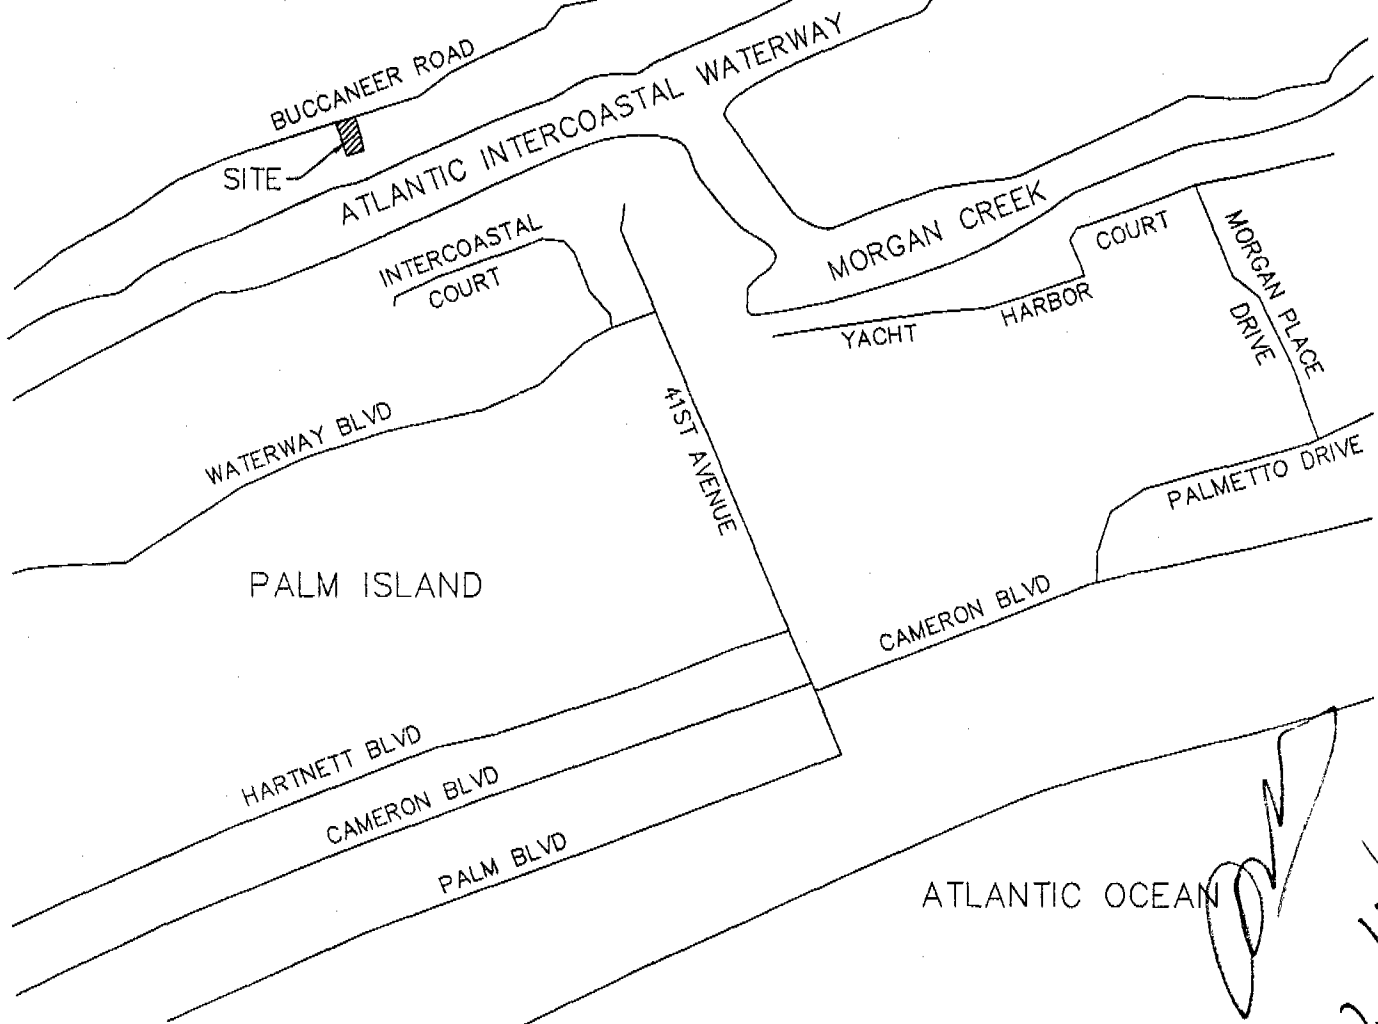 BUCCANEER ROAD
SITE
ATLANTIC INTERCOASTAL WATERWAY
INTERCOASTAL
COURT
MORGAN CREEK
YACHT HARBOR COURT
MORGAN PLACE
DRIVE
41ST AVENUE
WATERWAY BLVD
PALMETTO DRIVE
PALM ISLAND
CAMERON BLVD
HARTNETT BLVD
CAMERON BLVD
PALM BLVD
ATLANTIC OCEAN